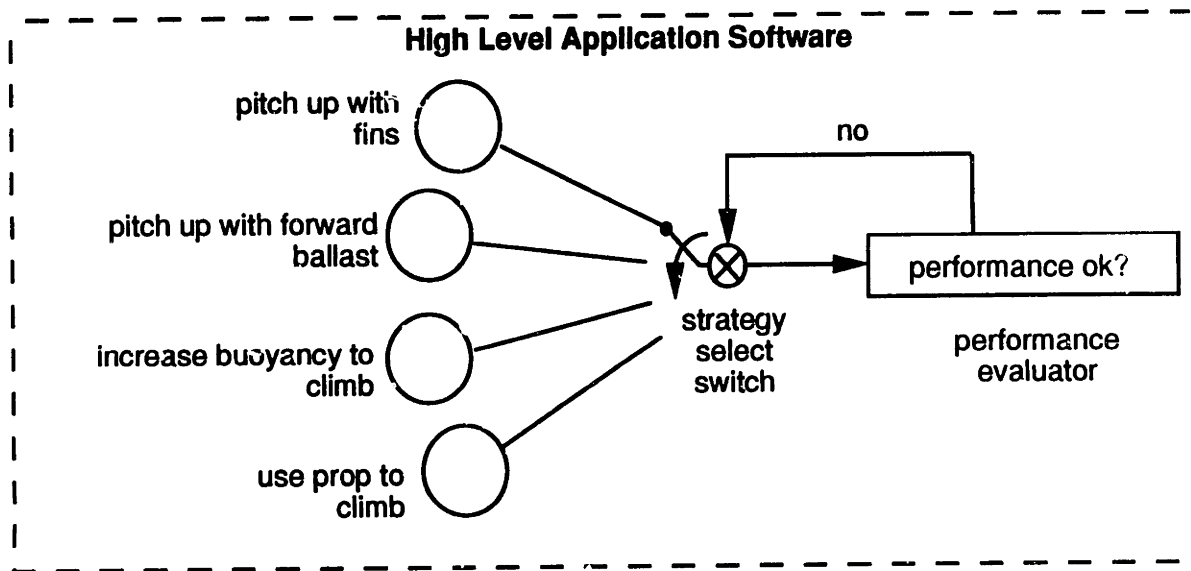 High Level Application Software
pitch up with
fins
no
pitch up with forward
ballast
performance ok?
strategy
select
switch
performance
evaluator
increase buoyancy to
climb
use prop to
climb